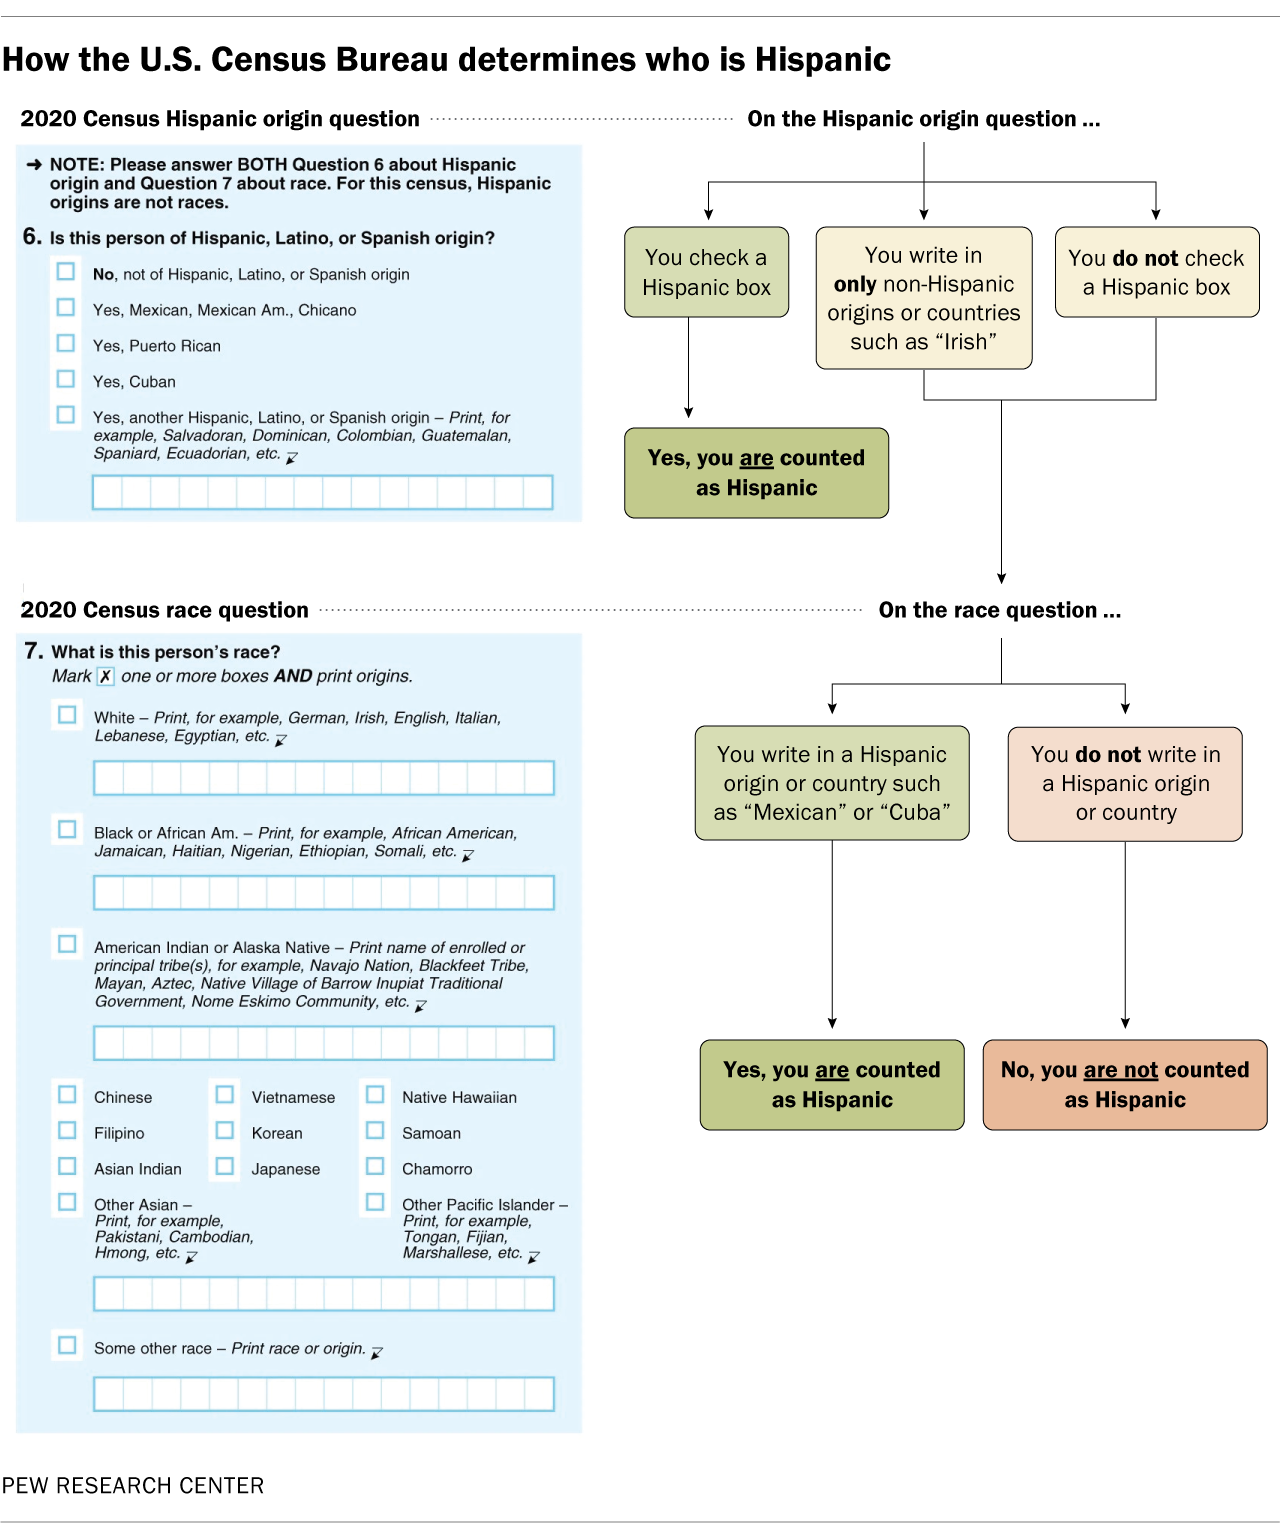 How the U.S. Census Bureau determines who is Hispanic
2020 Census Hispanic origin question
On the Hispanic origin question ...
➜ NOTE: Please answer BOTH Question 6 about Hispanic
origin and Question 7 about race. For this census, Hispanic
origins are not races.
6. Is this person of Hispanic, Latino, or Spanish origin?
No, not of Hispanic, Latino, or Spanish origin
Yes, Mexican, Mexican Am., Chicano
Yes, Puerto Rican
Yes, Cuban
Yes, another Hispanic, Latino, or Spanish origin – Print, for
example, Salvadoran, Dominican, Colombian, Guatemalan,
Spaniard, Ecuadorian, etc.
You check a
Hispanic box
You write in
only non-Hispanic
origins or countries
such as “Irish”
You do not check
a Hispanic box
Yes, you are counted
as Hispanic
2020 Census race question
On the race question ...
7. What is this person’s race?
Mark ✗ one or more boxes AND print origins.
White – Print, for example, German, Irish, English, Italian,
Lebanese, Egyptian, etc.
Black or African Am. – Print, for example, African American,
Jamaican, Haitian, Nigerian, Ethiopian, Somali, etc.
American Indian or Alaska Native – Print name of enrolled or
principal tribe(s), for example, Navajo Nation, Blackfeet Tribe,
Mayan, Aztec, Native Village of Barrow Inupiat Traditional
Government, Nome Eskimo Community, etc.
Chinese
Vietnamese
Native Hawaiian
Filipino
Korean
Samoan
Asian Indian
Japanese
Chamorro
Other Asian –
Print, for example,
Pakistani, Cambodian,
Hmong, etc.
Other Pacific Islander –
Print, for example,
Tongan, Fijian,
Marshallese, etc.
Some other race – Print race or origin.
You write in a Hispanic
origin or country such
as “Mexican” or “Cuba”
You do not write in
a Hispanic origin
or country
Yes, you are counted
as Hispanic
No, you are not counted
as Hispanic
PEW RESEARCH CENTER